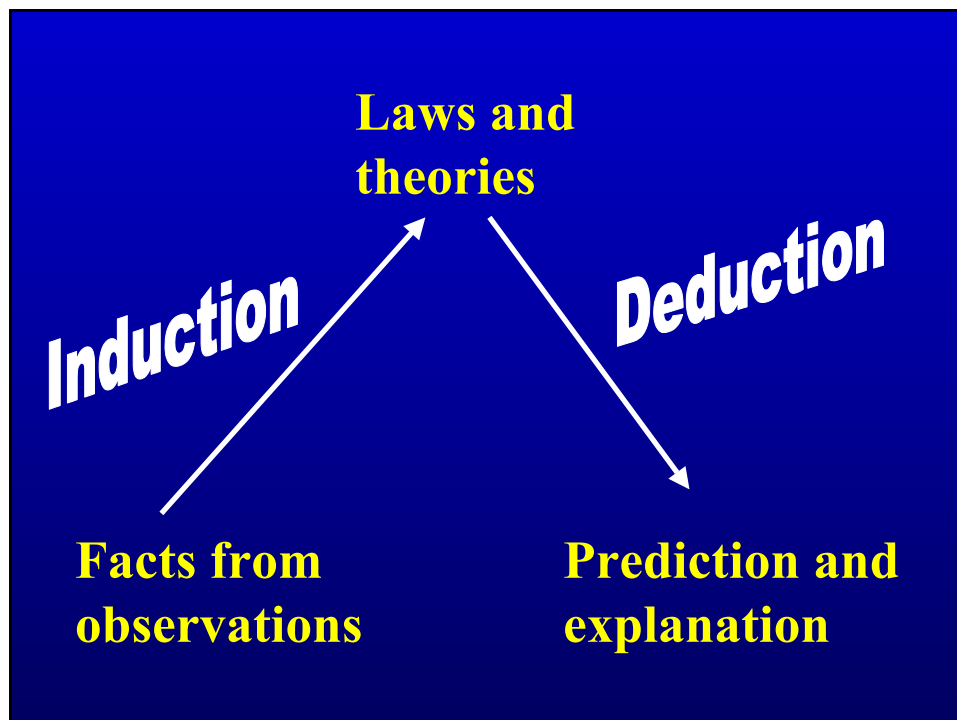 Laws and
theories
Induction
Deduction
Facts from
observations
Prediction and
explanation